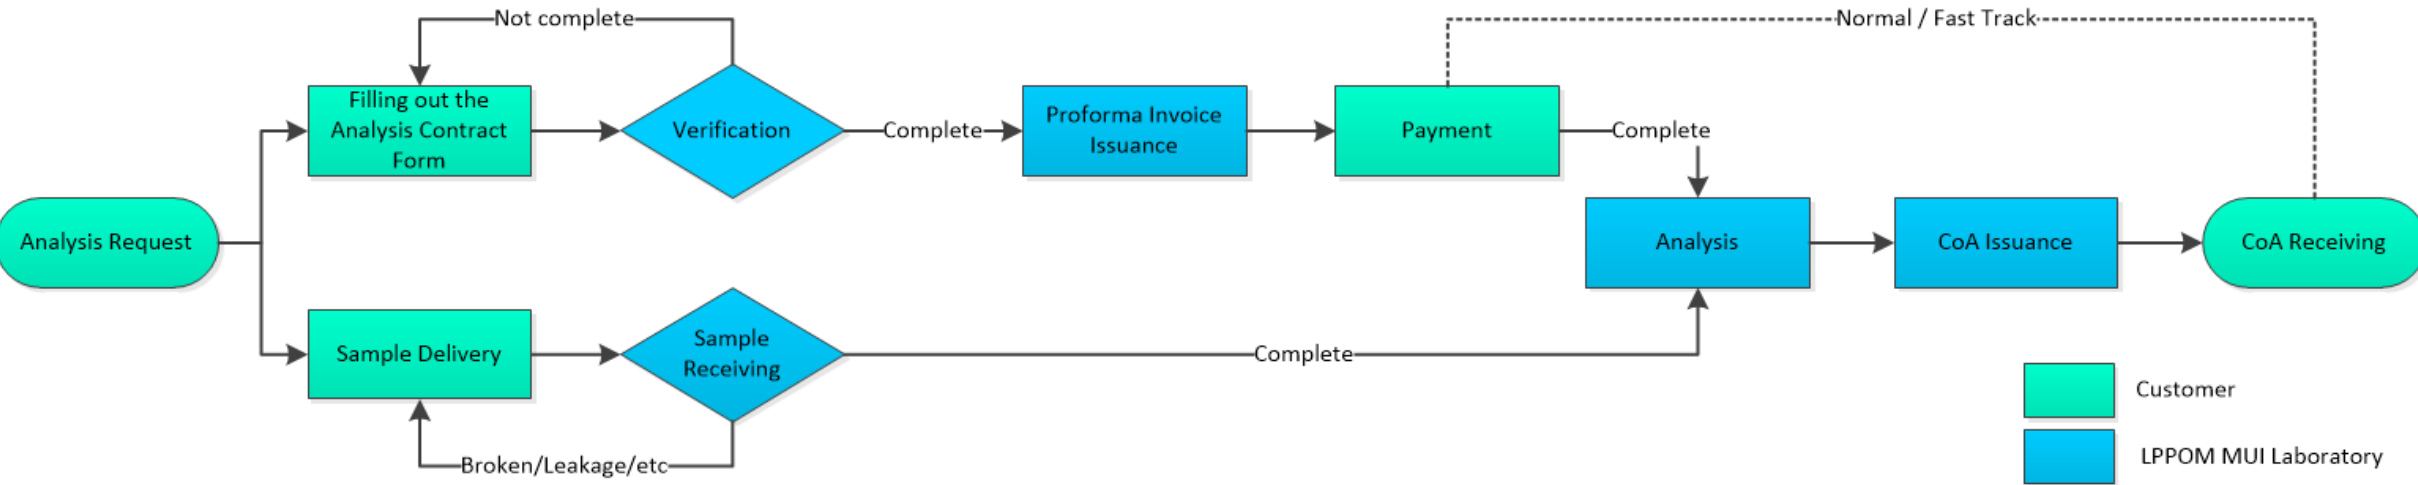 Not complete
Normal / Fast Track
Filling out the
Analysis Contract
Form
Verification
Complete
Proforma Invoice
Issuance
Payment
Complete
Analysis Request
Analysis
CoA Issuance
CoA Receiving
Sample Delivery
Sample
Receiving
Complete
Broken/Leakage/etc
Customer
LPPOM MUI Laboratory